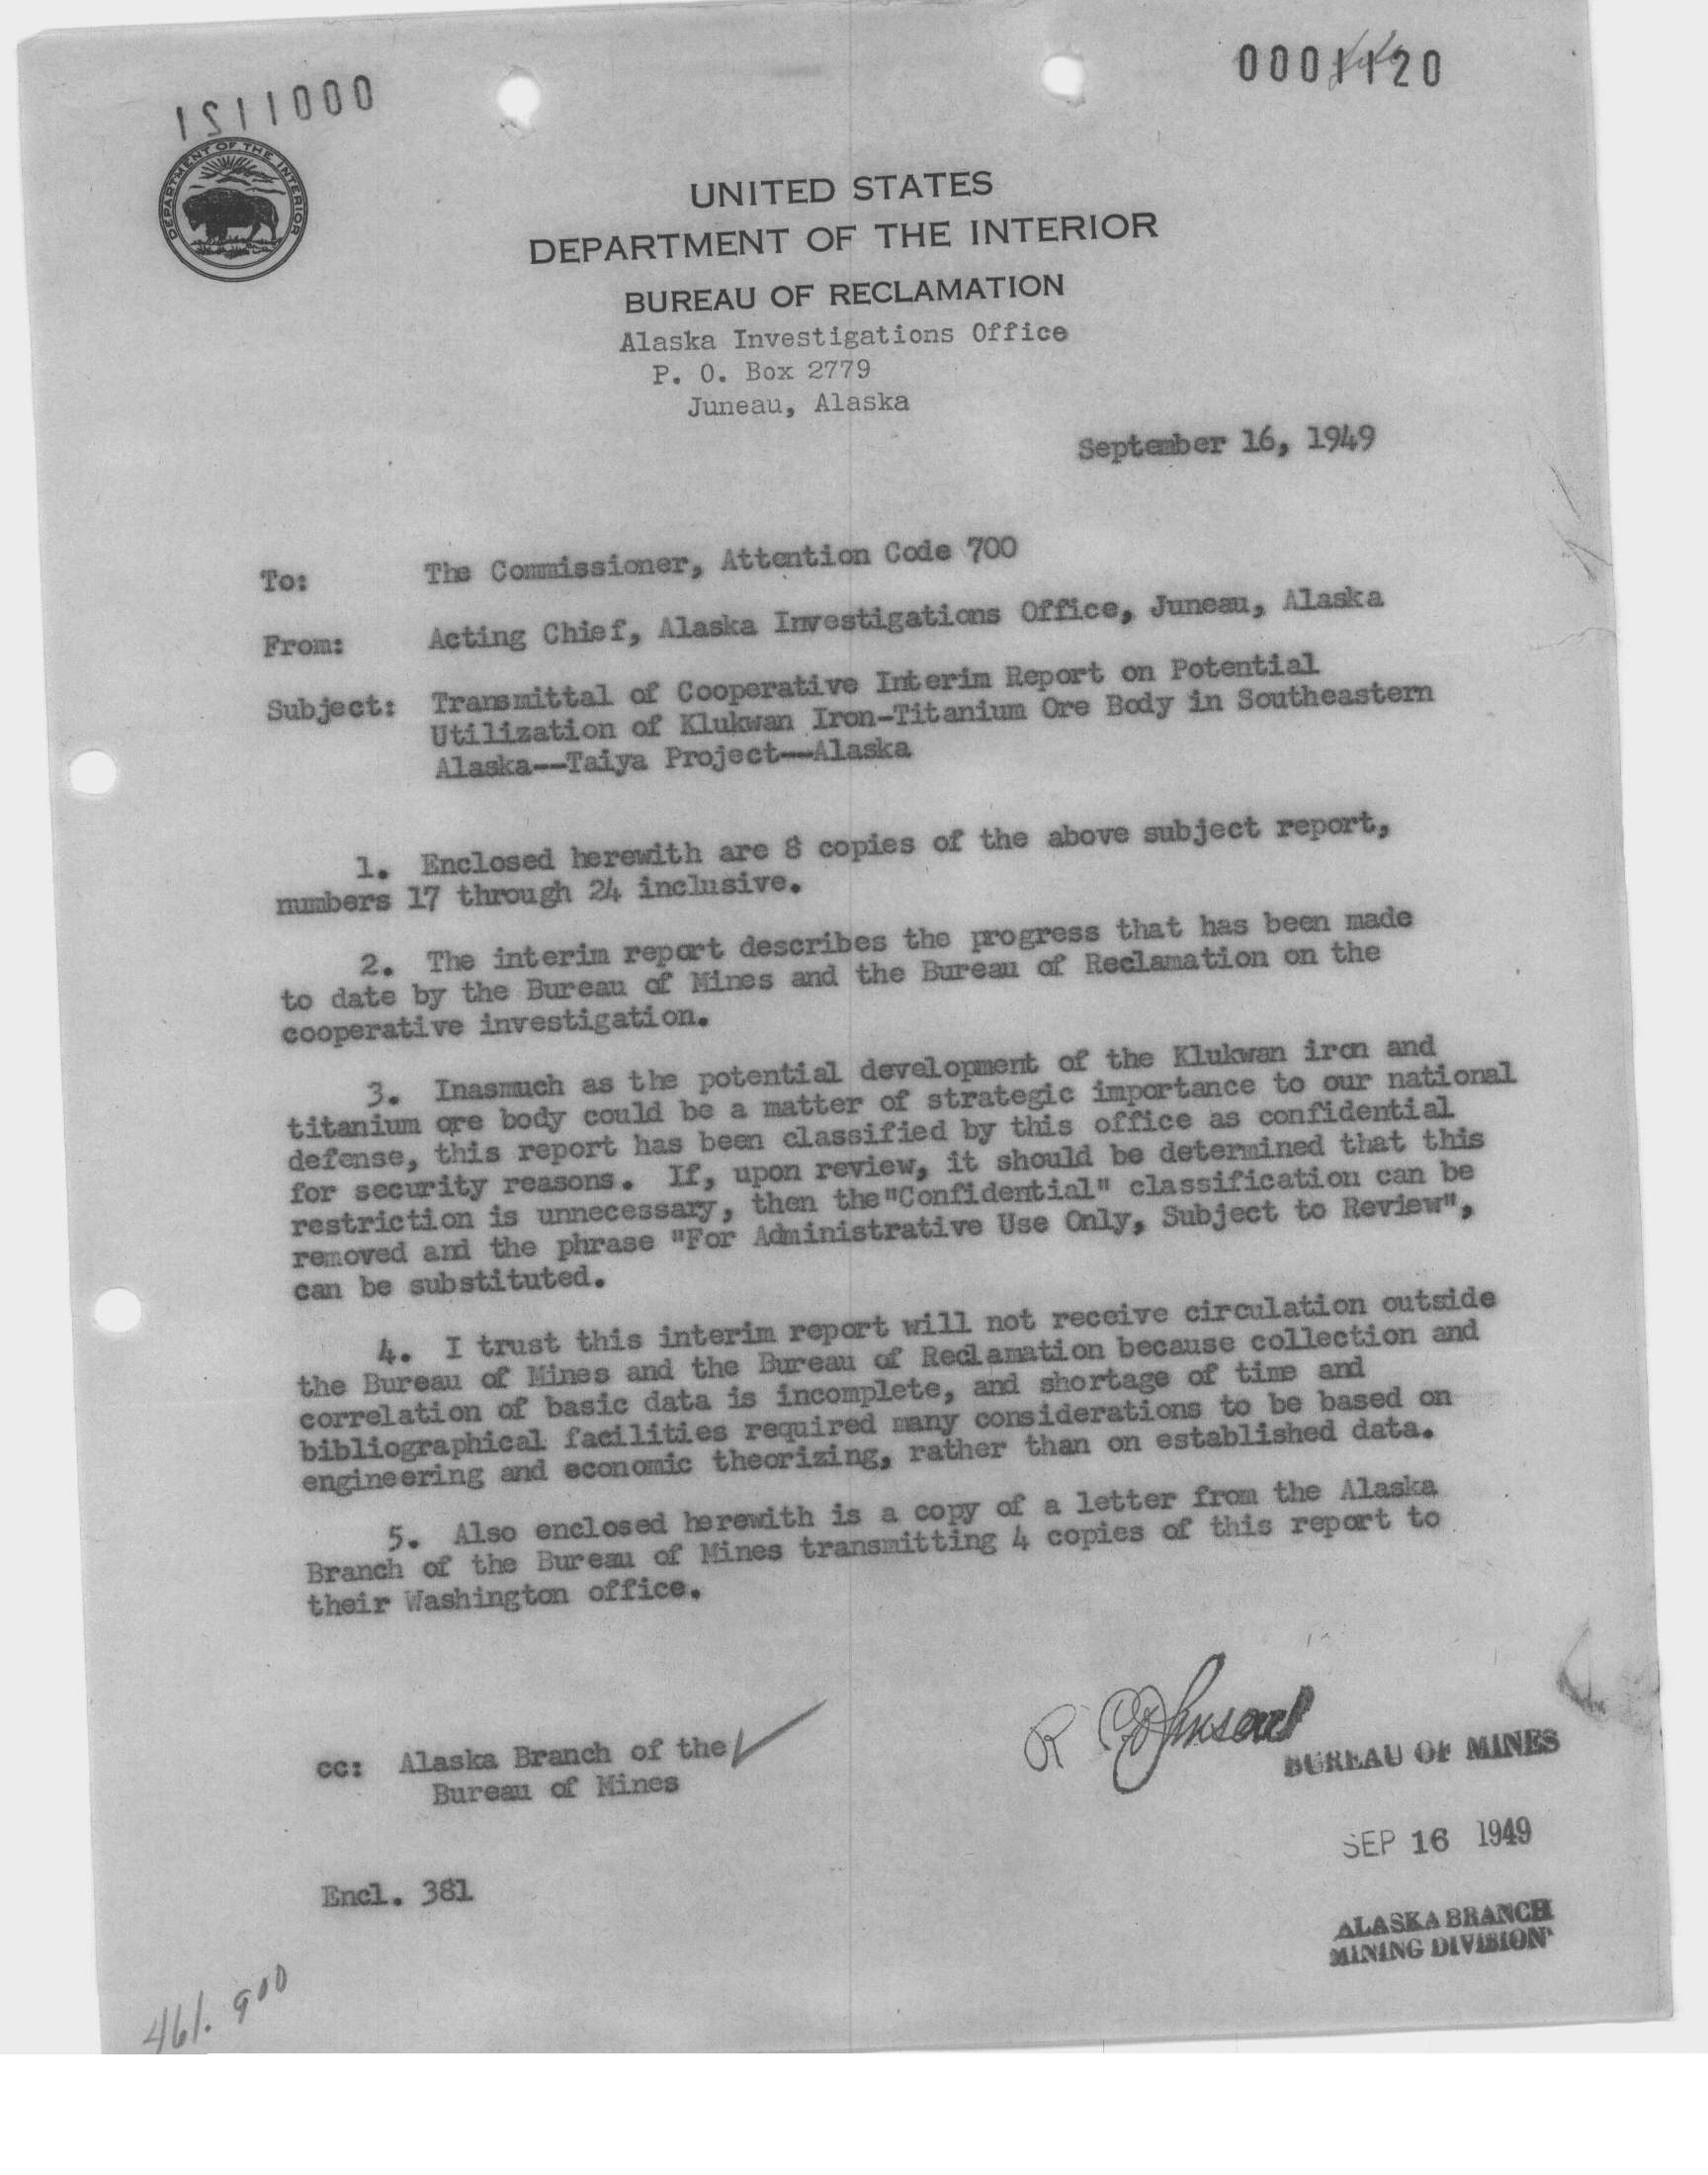 0001120
0001121
DEPARTMENT OF THE INTERIOR
UNITED STATES
DEPARTMENT OF THE INTERIOR
BUREAU OF RECLAMATION
Alaska Investigations Office
P. O. Box 2779
Juneau, Alaska
September 16, 1949
To: The Commissioner, Attention Code 700
From: Acting Chief, Alaska Investigations Office, Juneau, Alaska
Subject: Transmittal of Cooperative Interim Report on Potential
Utilization of Klukwan Iron-Titanium Ore Body in Southeastern
Alaska--Taiya Project--Alaska
1. Enclosed herewith are 8 copies of the above subject report,
numbers 17 through 24 inclusive.
2. The interim report describes the progress that has been made
to date by the Bureau of Mines and the Bureau of Reclamation on the
cooperative investigation.
3. Inasmuch as the potential development of the Klukwan iron and
titanium ore body could be a matter of strategic importance to our national
defense, this report has been classified by this office as confidential
for security reasons. If, upon review, it should be determined that this
restriction is unnecessary, then the"Confidential" classification can be
removed and the phrase "For Administrative Use Only, Subject to Review",
can be substituted.
4. I trust this interim report will not receive circulation outside
the Bureau of Mines and the Bureau of Reclamation because collection and
correlation of basic data is incomplete, and shortage of time and
bibliographical facilities required many considerations to be based on
engineering and economic theorizing, rather than on established data.
5. Also enclosed herewith is a copy of a letter from the Alaska
Branch of the Bureau of Mines transmitting 4 copies of this report to
their Washington office.
R Johnson
cc: Alaska Branch of the
Bureau of Mines
BUREAU OF MINES
SEP 16 1949
Encl. 381
ALASKA BRANCH
MINING DIVISION
461. 900